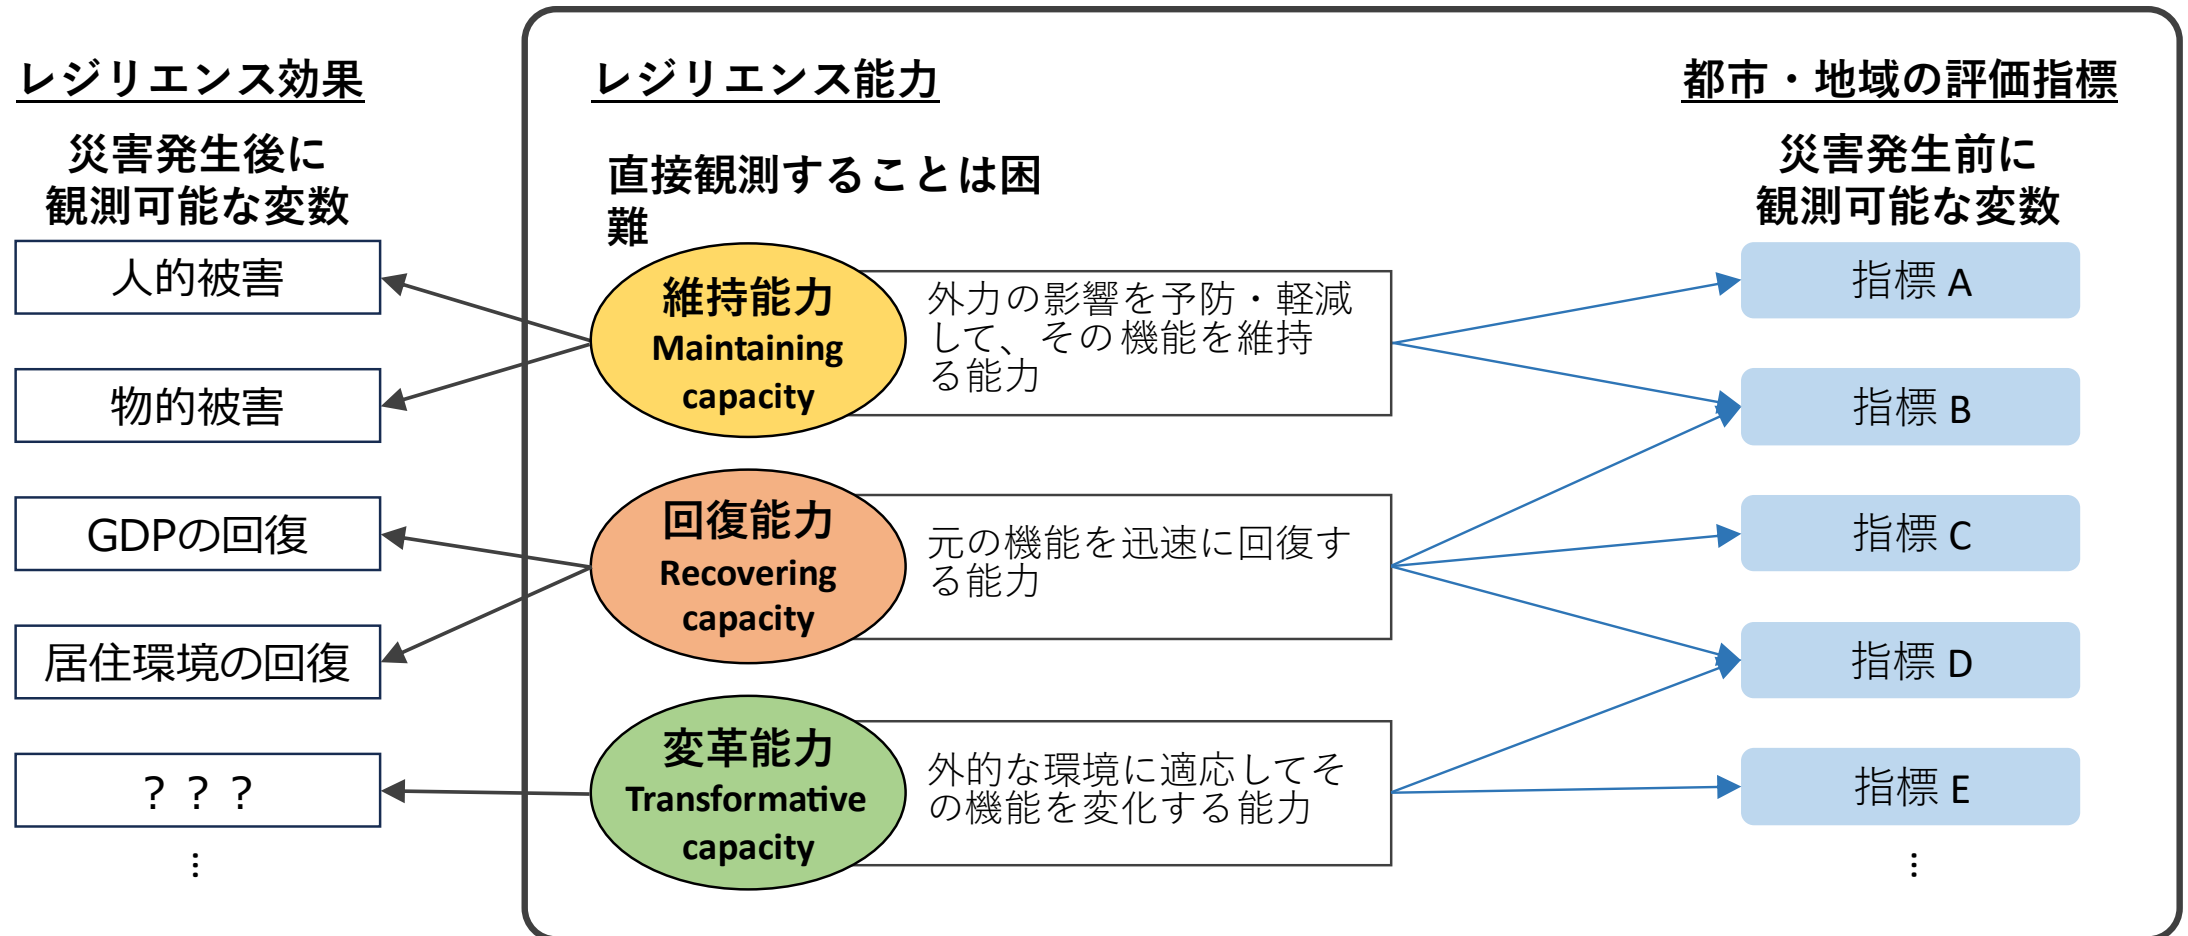 レジリエンス効果
災害発生後に
観測可能な変数
人的被害
物的被害
GDPの回復
居住環境の回復
？？？
…
レジリエンス能力
直接観測することは困
難
維持能力
Maintaining
capacity
外力の影響を予防・軽減
して、その機能を維持
る能力
回復能力
Recovering
capacity
元の機能を迅速に回復す
る能力
変革能力
Transformative
capacity
外的な環境に適応してそ
の機能を変化する能力
都市・地域の評価指標
災害発生前に
観測可能な変数
指標 A
指標 B
指標 C
指標 D
指標 E
…